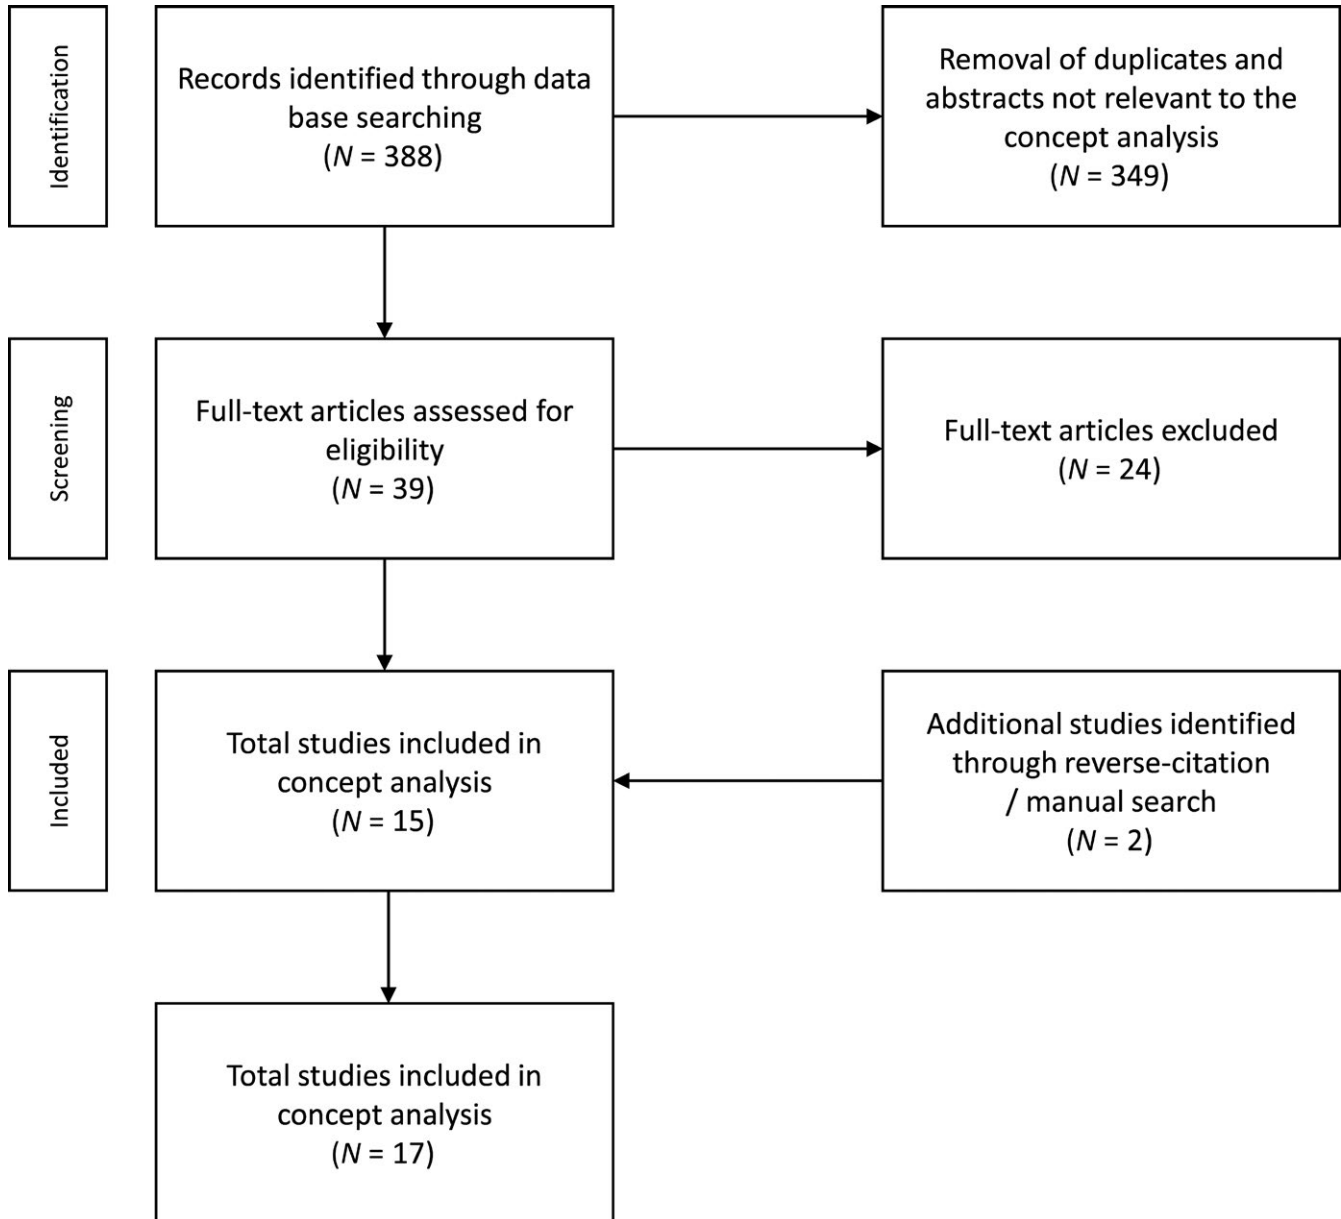 Identification
Records identified through data
base searching
(N = 388)
Removal of duplicates and
abstracts not relevant to the
concept analysis
(N = 349)
Screening
Full-text articles assessed for
eligibility
(N = 39)
Full-text articles excluded
(N = 24)
Included
Total studies included in
concept analysis
(N = 15)
Additional studies identified
through reverse-citation
/ manual search
(N = 2)
Total studies included in
concept analysis
(N = 17)